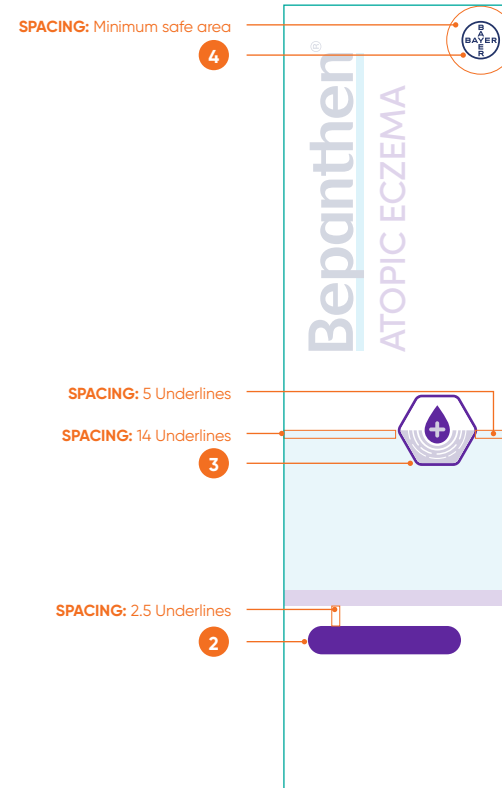 SPACING: Minimum safe area
4
BAYER
BAYER
Bepanthen®
ATOPIC ECZEMA
SPACING: 5 Underlines
SPACING: 14 Underlines
3
SPACING: 2.5 Underlines
2